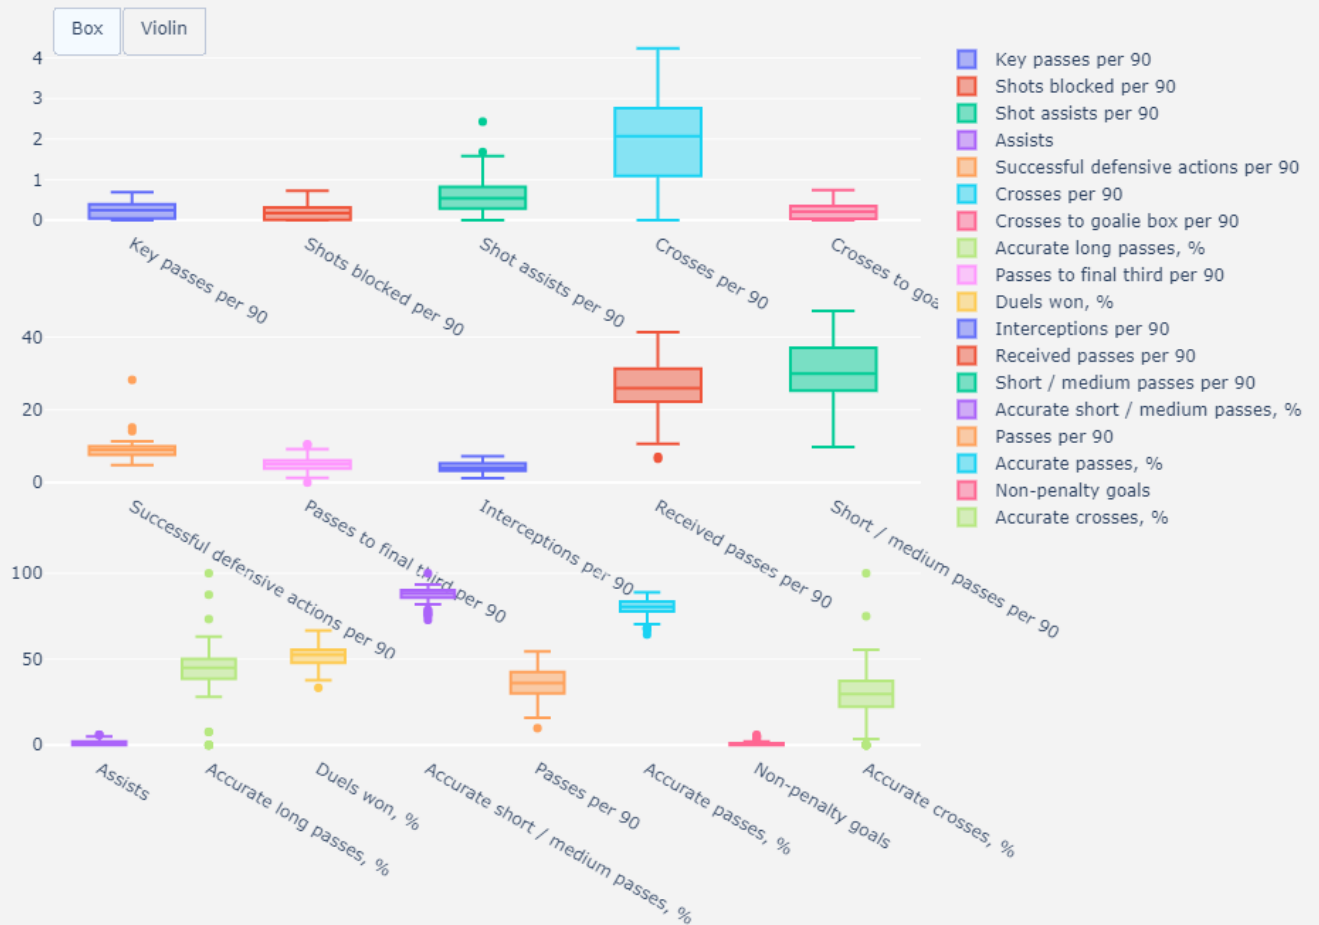 Box Violin
4
3
2
1
0
Key passes per 90
Shots blocked per 90
Shot assists per 90
Crosses per 90
Crosses to goa
40
20
0
Successful defensive actions per 90
Passes to final third per 90
Interceptions per 90
Received passes per 90
Short / medium passes per 90
100
50
0
Assists
Accurate long passes, %
Duels won, %
Accurate short / medium passes, %
Passes per 90
Accurate passes, %
Non-penalty goals
Accurate crosses, %
Key passes per 90
Shots blocked per 90
Shot assists per 90
Assists
Successful defensive actions per 90
Crosses per 90
Crosses to goalie box per 90
Accurate long passes, %
Passes to final third per 90
Duels won, %
Interceptions per 90
Received passes per 90
Short / medium passes per 90
Accurate short / medium passes, %
Passes per 90
Accurate passes, %
Non-penalty goals
Accurate crosses, %